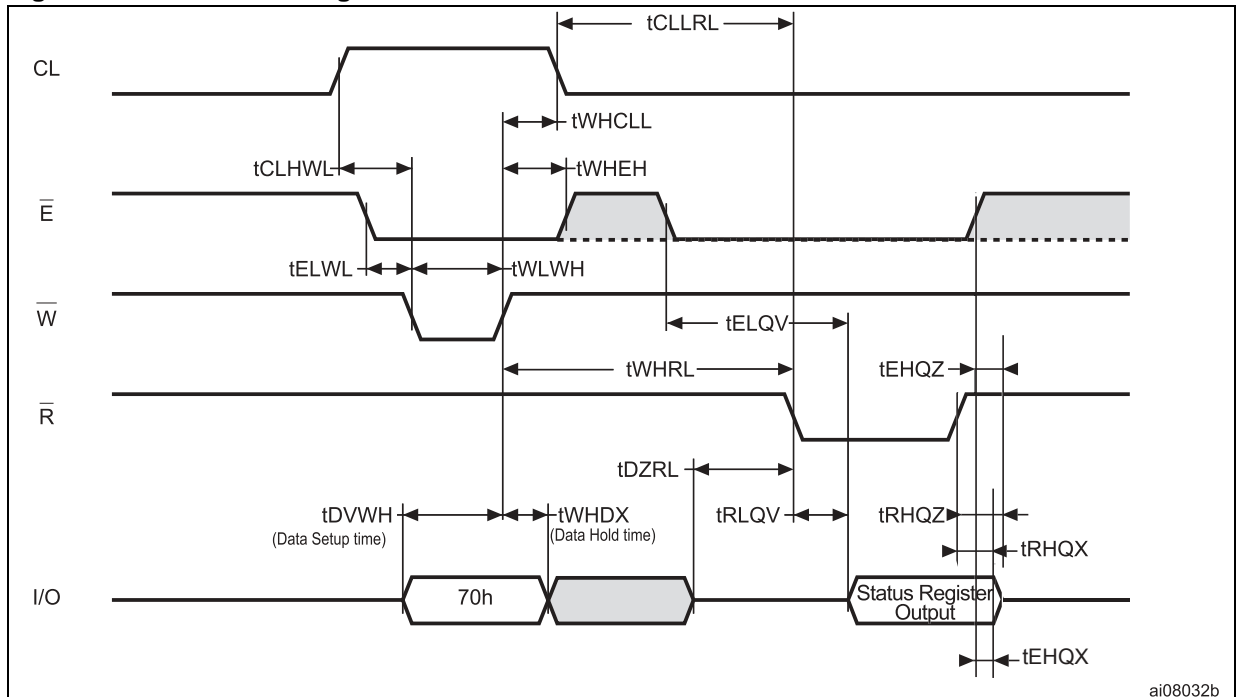 tCLLRL
CL
tWHCLL
tCLHWL
tWHEH
E
tELWL
tWLWH
W
tELQV
tWHRL
tEHQZ
R
tDZRL
tDVWH
(Data Setup time)
tWHDX
(Data Hold time)
tRLQV
tRHQZ
tRHQX
I/O
70h
Status Register
Output
tEHQX
ai08032b